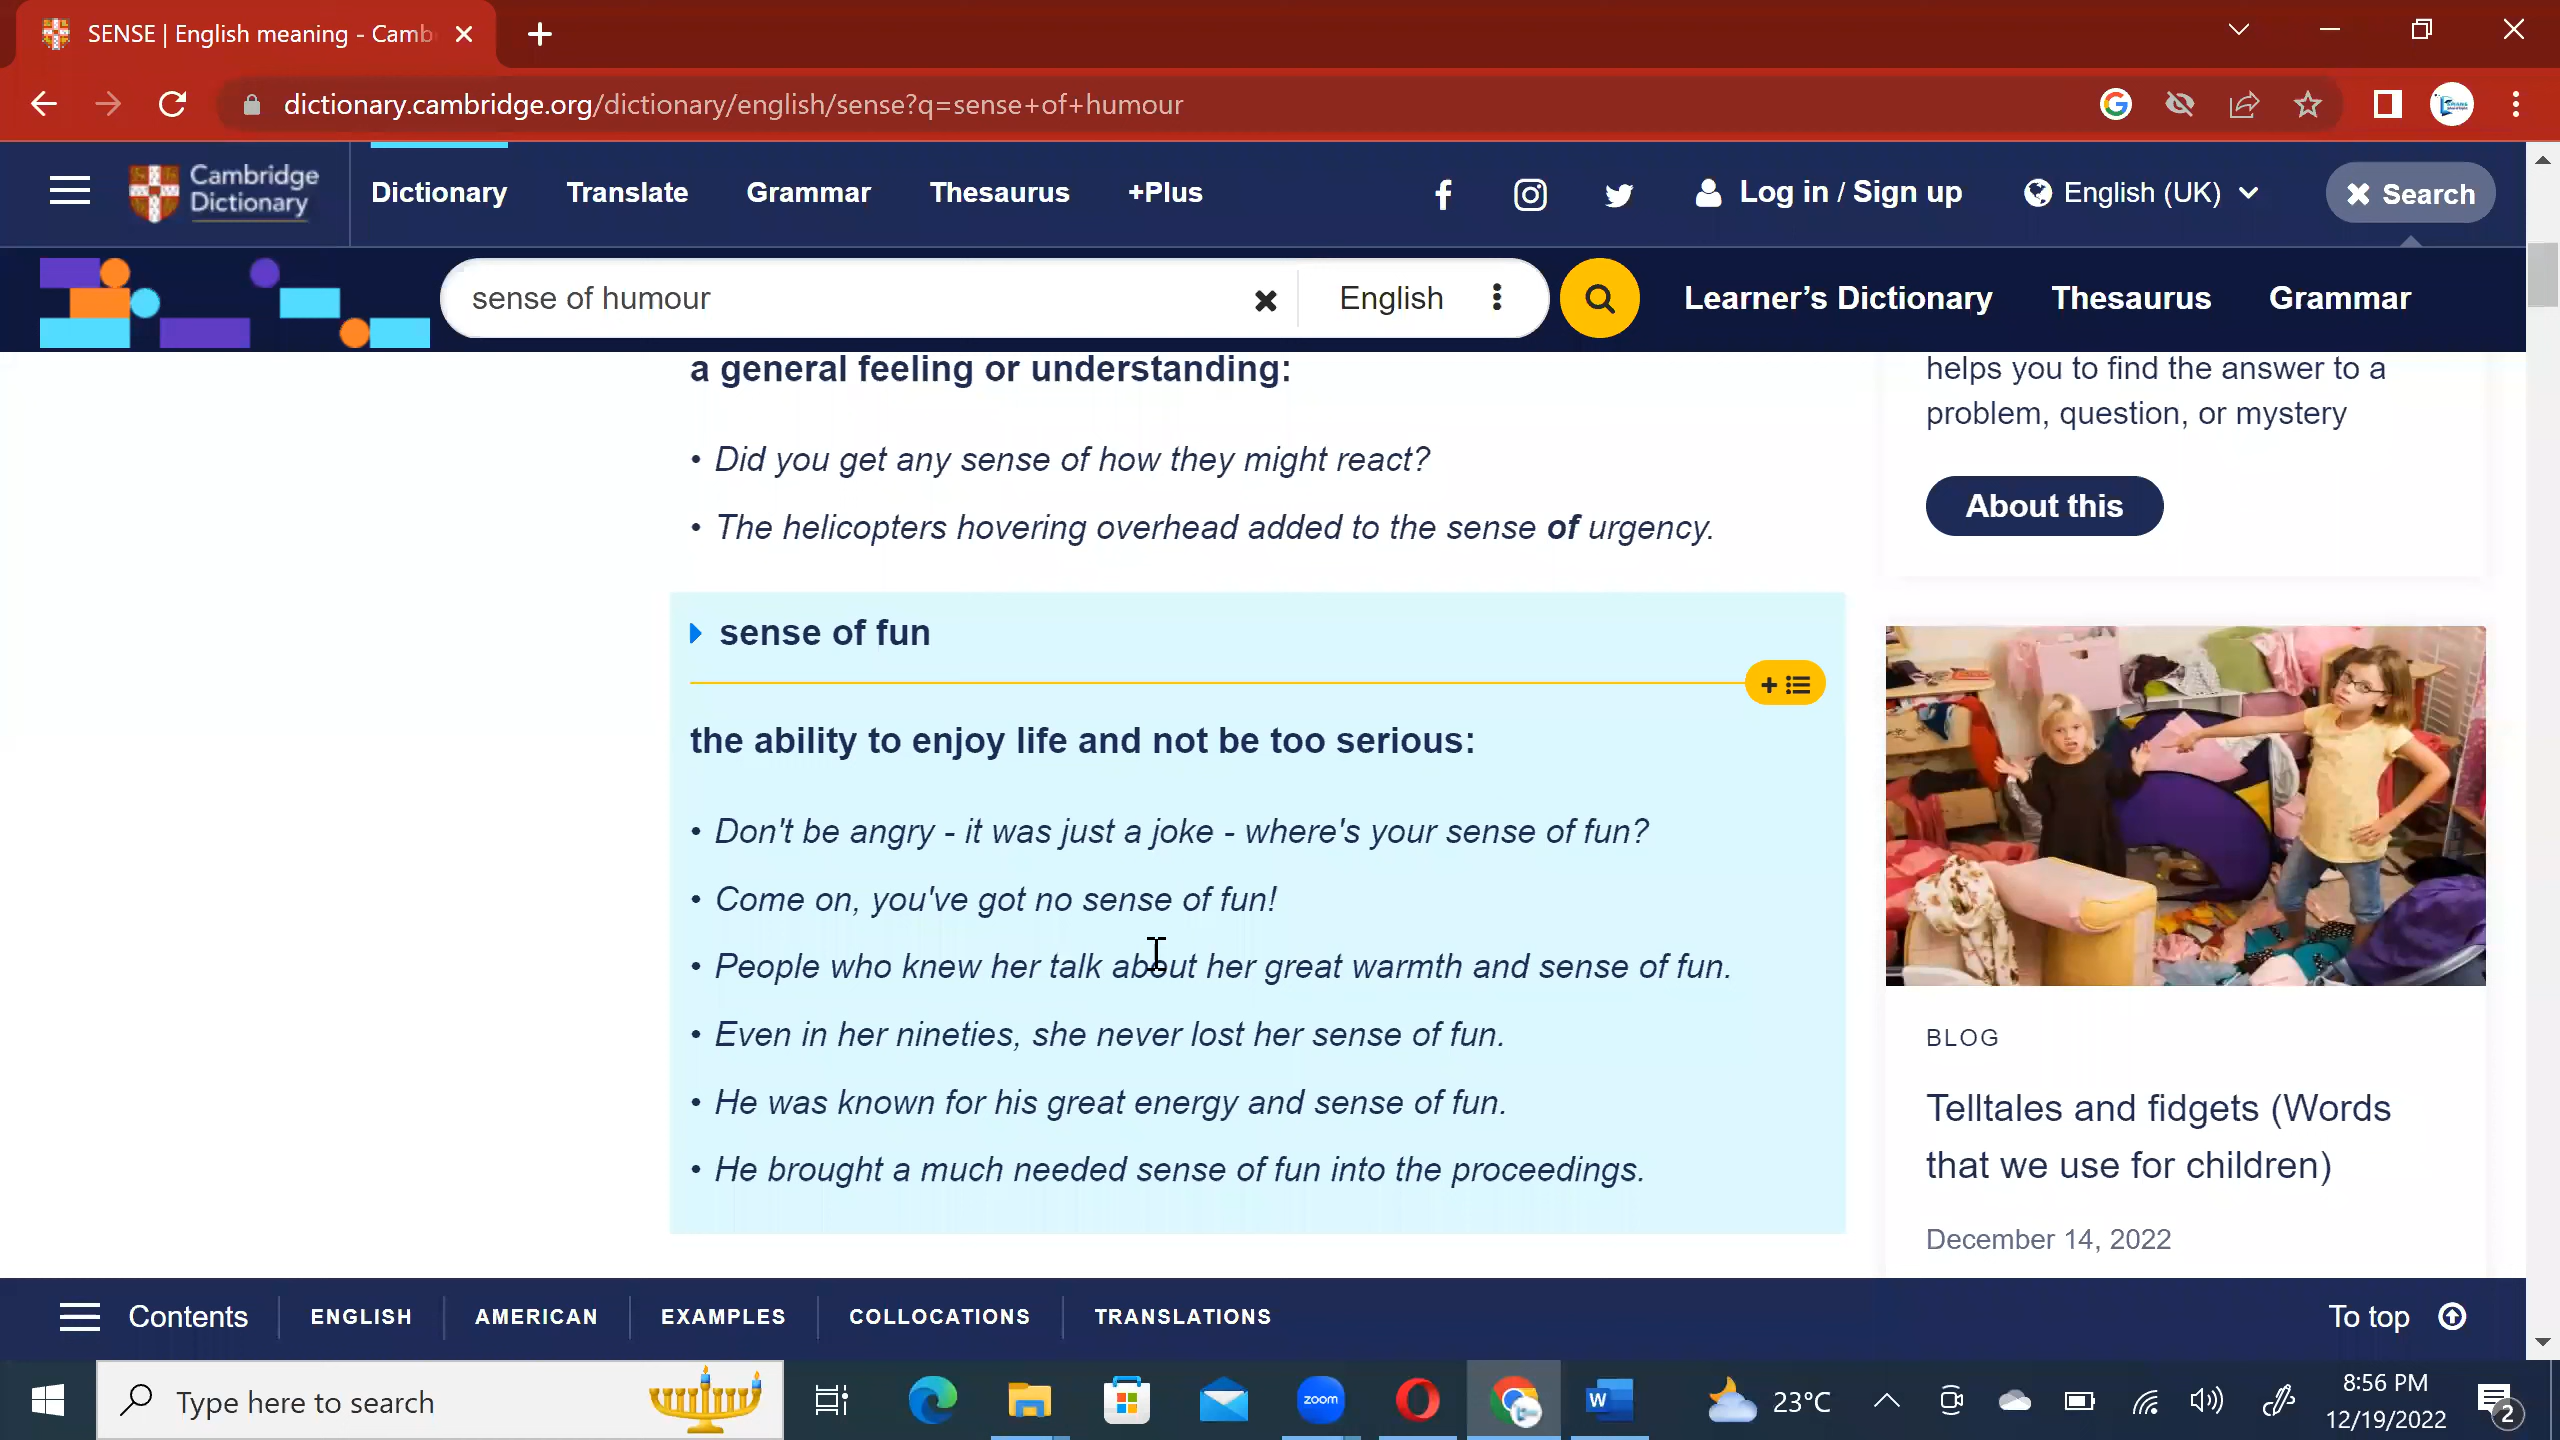 SENSE | English meaning - Camb
dictionary.cambridge.org/dictionary/english/sense?q=sense+of+humour
Cambridge
Dictionary
Dictionary Translate Grammar Thesaurus +Plus Log in / Sign up English (UK) Search
sense of humour English Learner's Dictionary Thesaurus Grammar
a general feeling or understanding:
• Did you get any sense of how they might react?
• The helicopters hovering overhead added to the sense of urgency.
sense of fun
the ability to enjoy life and not be too serious:
• Don't be angry - it was just a joke - where's your sense of fun?
• Come on, you've got no sense of fun!
• People who knew her talk about her great warmth and sense of fun.
• Even in her nineties, she never lost her sense of fun.
• He was known for his great energy and sense of fun.
• He brought a much needed sense of fun into the proceedings.
helps you to find the answer to a
problem, question, or mystery
About this
BLOG
Telltales and fidgets (Words
that we use for children)
December 14, 2022
Contents ENGLISH AMERICAN EXAMPLES COLLOCATIONS TRANSLATIONS To top
Type here to search
zoom
W
23°C
8:56 PM
12/19/2022
2